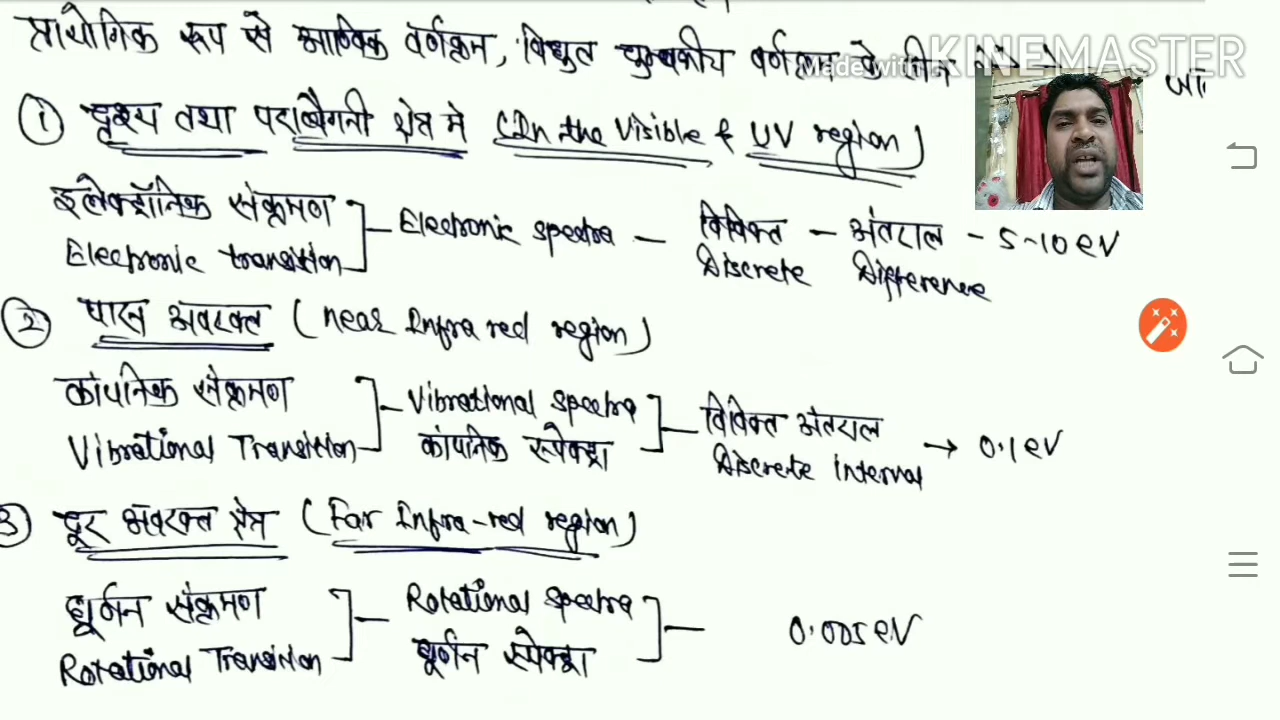 प्रायोगिक रूप से आणविक वर्णक्रम, विधुत चुम्बकीय वर्णक्रम के तीन
Made with KINEMASTER
① दृश्य तथा पराबैगनी क्षेत्र मे (In the Visible & UV region)
इलेक्ट्रॉनिक संक्रमण
Electronic transition
Electronic spectra
विविक्त - अंतराल - 5-10 eV
Discrete Difference
② पास अवरक्त (near Infra red region)
कांपनिक संक्रमण
Vibrational Transition
Vibrational spectra
कांपनिक स्पेक्ट्रा
विविक्त अंतराल
Discrete interval
→ 0.1 eV
③ दूर अवरक्त क्षेत्र (Far Infra-red region)
घूर्णन संक्रमण
Rotational Transition
Rotational spectra
घूर्णन स्पेक्ट्रा
0.005 eV